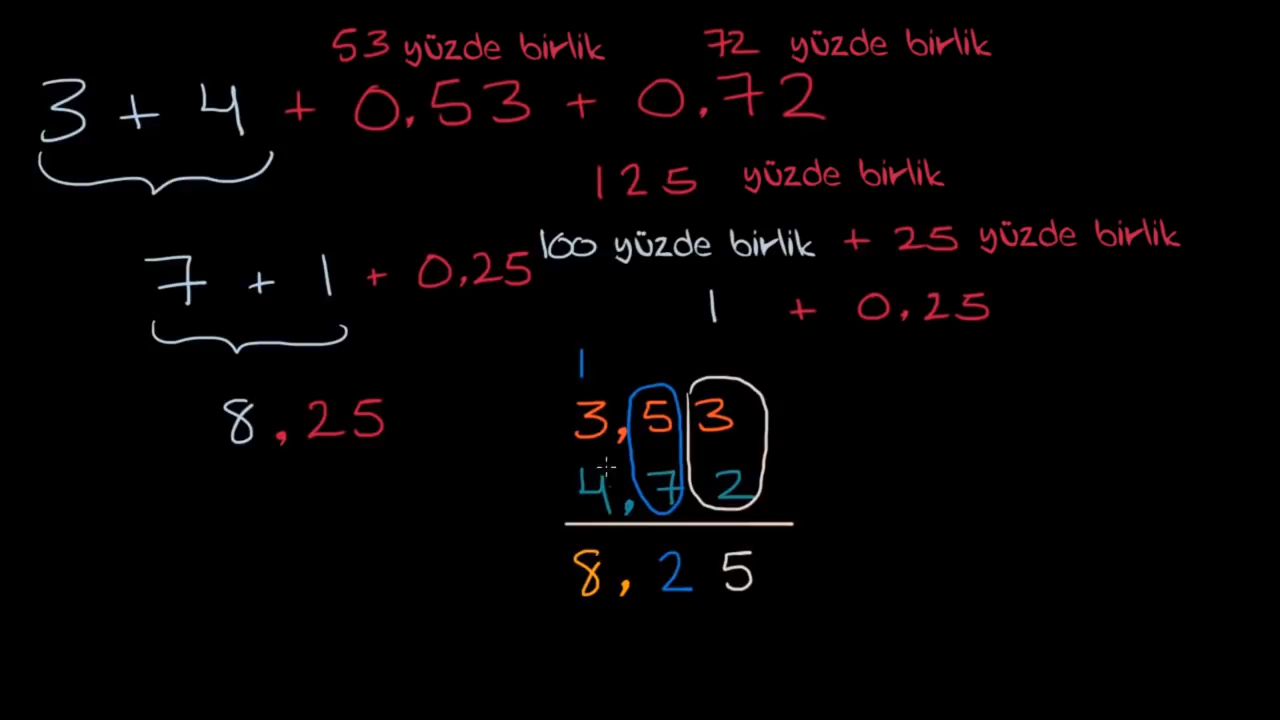 53 yüzde birlik 72 yüzde birlik
3 + 4 + 0,53 + 0,72
125 yüzde birlik
100 yüzde birlik + 25 yüzde birlik
7 + 1 + 0,25
1 + 0,25
1
3,53
8,25
4,72
8,25